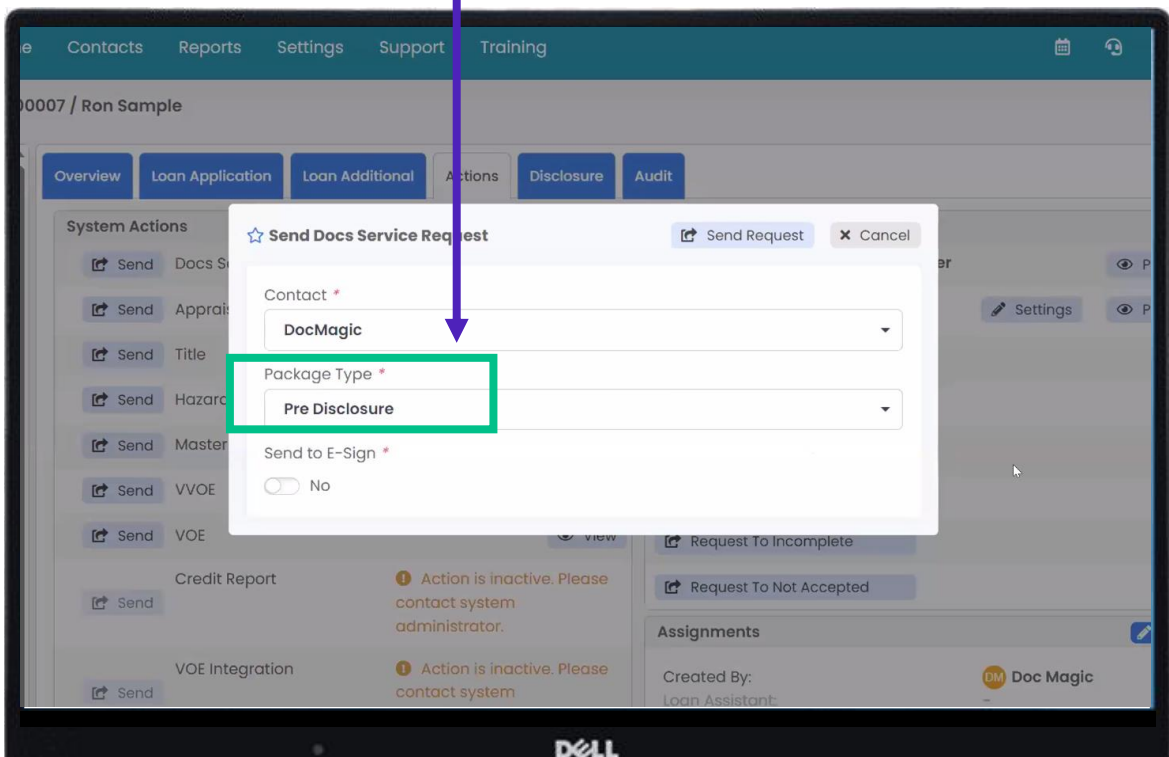 Contacts Reports Settings Support Training
00007 / Ron Sample
Overview Loan Application Loan Additional Actions Disclosure Audit
System Actions
Send Docs Service Request Send Request Cancel
Send Docs
Contact *
Send
DocMagic
Settings
Send Title
Package Type *
Send
Pre Disclosure
Send Master
Send to E-Sign *
Send VVOE
No
Send VOE View
Request To Incomplete
Credit Report Action is inactive. Please
Send contact system
administrator.
Request To Not Accepted
Assignments
VOE Integration Action is inactive. Please
Send contact system
Created By: DM Doc Magic
Loan Assistant: -
DELL